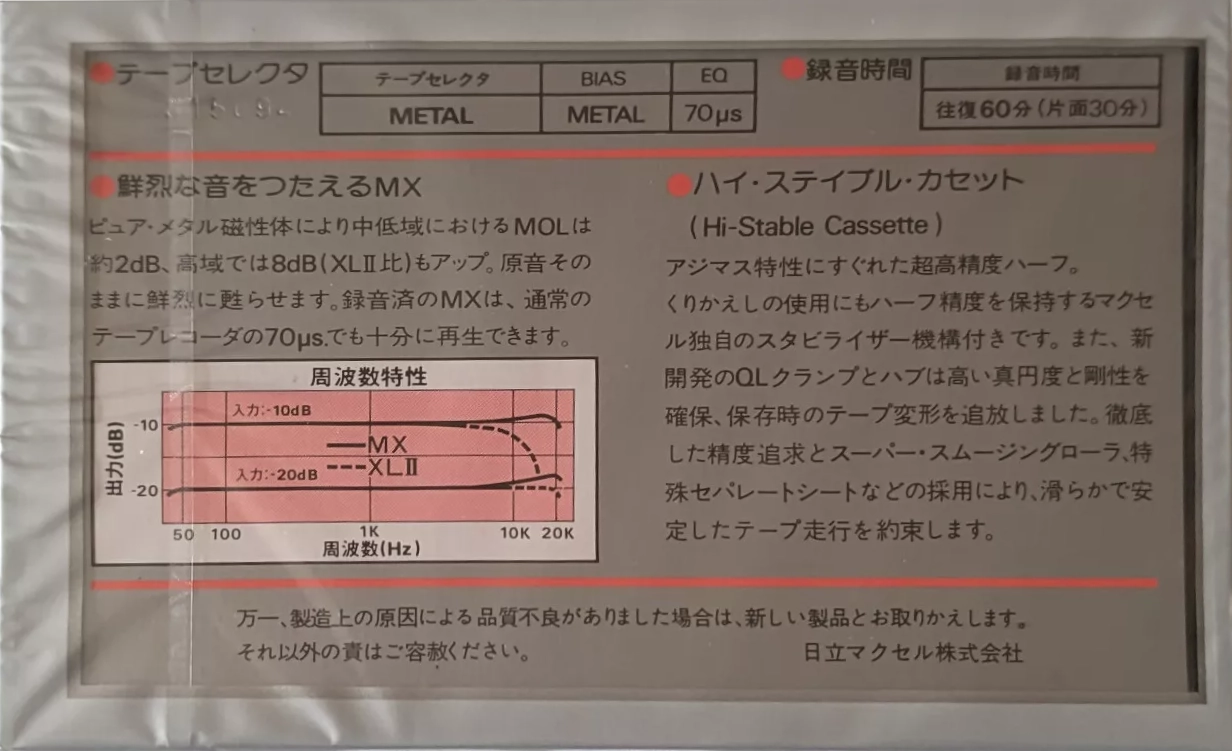 ●テープセレクタ
テープセレクタ BIAS EQ
METAL METAL 70μs
●録音時間
録音時間
往復60分(片面30分)
●鮮烈な音をつたえるMX
ピュア・メタル磁性体により中低域におけるMOLは
約2dB、高域では8dB(XLⅡ比)もアップ。原音その
ままに鮮烈に甦らせます。録音済のMXは、通常の
テープレコーダの70μs.でも十分に再生できます。
周波数特性
出力(dB)
-10
-20
入力:-10dB
MX
XLⅡ
入力:-20dB
50 100 1K 10K 20K
周波数(Hz)
●ハイ・ステイブル・カセット
(Hi-Stable Cassette)
アジマス特性にすぐれた超高精度ハーフ。
くりかえしの使用にもハーフ精度を保持するマクセ
ル独自のスタビライザー機構付きです。また、新
開発のQLクランプとハブは高い真円度と剛性を
確保、保存時のテープ変形を追放しました。徹底
した精度追求とスーパー・スムージングローラ、特
殊セパレートシートなどの採用により、滑らかで安
定したテープ走行を約束します。
万一、製造上の原因による品質不良がありました場合は、新しい製品とお取りかえします。
それ以外の責はご容赦ください。
日立マクセル株式会社